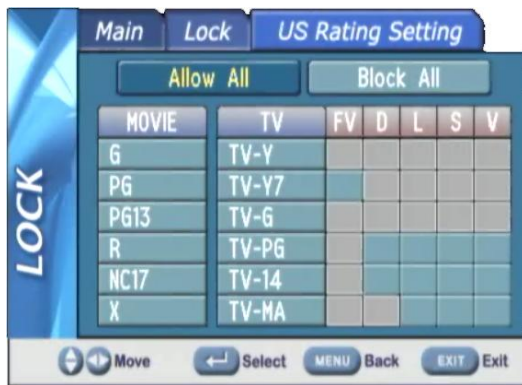 Main Lock US Rating Setting
Allow All Block All
MOVIE TV FV D L S V
G TV-Y
PG TV-Y7
PG13 TV-G
R TV-PG
NC17 TV-14
X TV-MA
LOCK
Move Select MENU Back EXIT Exit